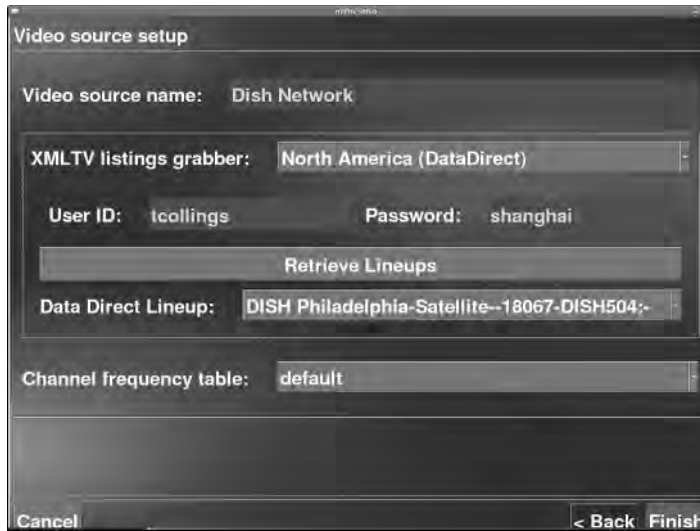 Video source setup
Video source name: Dish Network
XMLTV listings grabber: North America (DataDirect)
User ID: tcollings Password: shanghai
Retrieve Lineups
Data Direct Lineup: DISH Philadelphia-Satellite--18067-DISH504:-
Channel frequency table: default
Cancel < Back Finis